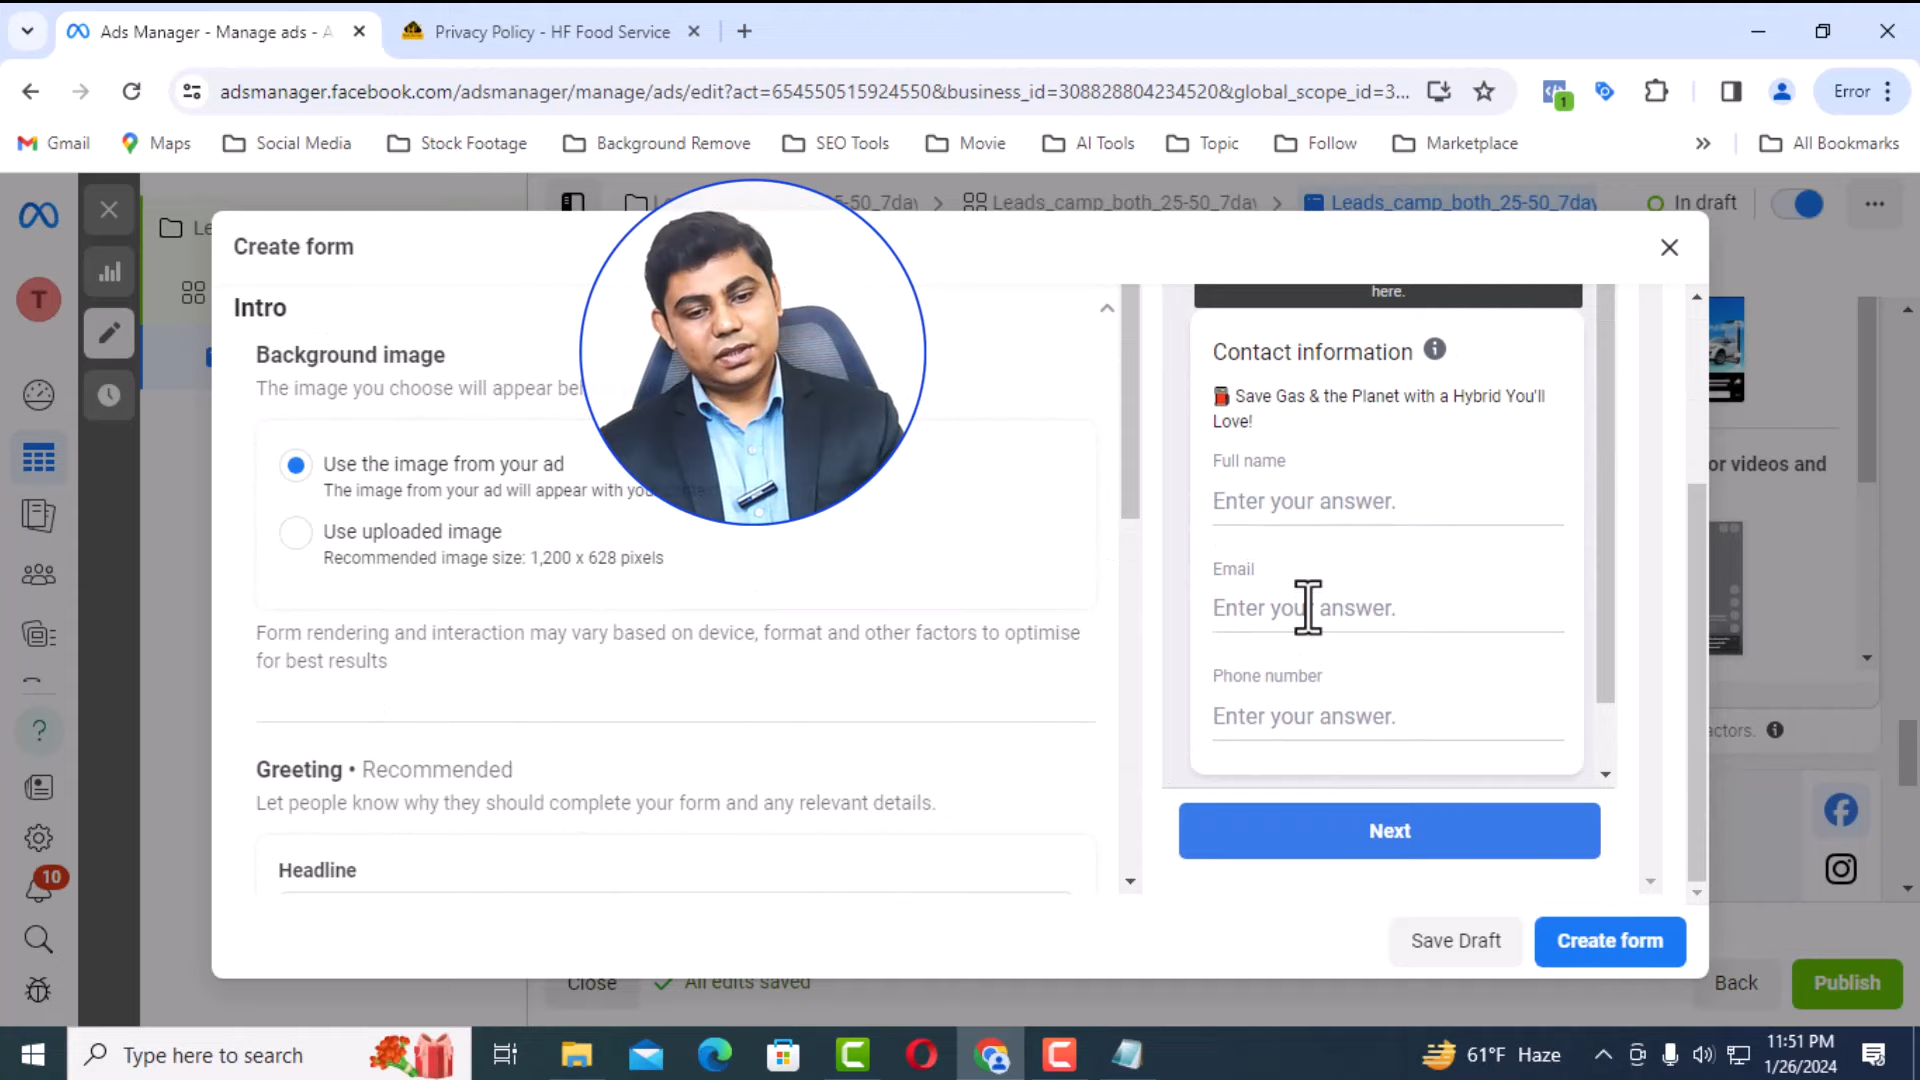 Ads Manager - Manage ads - A
Privacy Policy - HF Food Service
adsmanager.facebook.com/adsmanager/manage/ads/edit?act=654550515924550&business_id=308828804234520&global_scope_id=3...
1
Error
Gmail
Maps
Social Media
Stock Footage
Background Remove
SEO Tools
Movie
AI Tools
Topic
Follow
Marketplace
All Bookmarks
25-50_7day
Leads_camp_both_25-50_7day
Leads_camp_both_25-50_7day
In draft
T
10
Create form
Intro
Background image
The image you choose will appear
Use the image from your ad
The image from your ad will appear with
Use uploaded image
Recommended image size: 1,200 x 628 pixels
Form rendering and interaction may vary based on device, format and other factors to optimise
for best results
Greeting • Recommended
Let people know why they should complete your form and any relevant details.
Headline
here.
Contact information
Save Gas & the Planet with a Hybrid You'll
Love!
Full name
Enter your answer.
Email
Enter your answer.
Phone number
Enter your answer.
Next
Save Draft
Create form
or videos and
actors.
Close
All edits saved
Back
Publish
Type here to search
61°F Haze
11:51 PM
1/26/2024